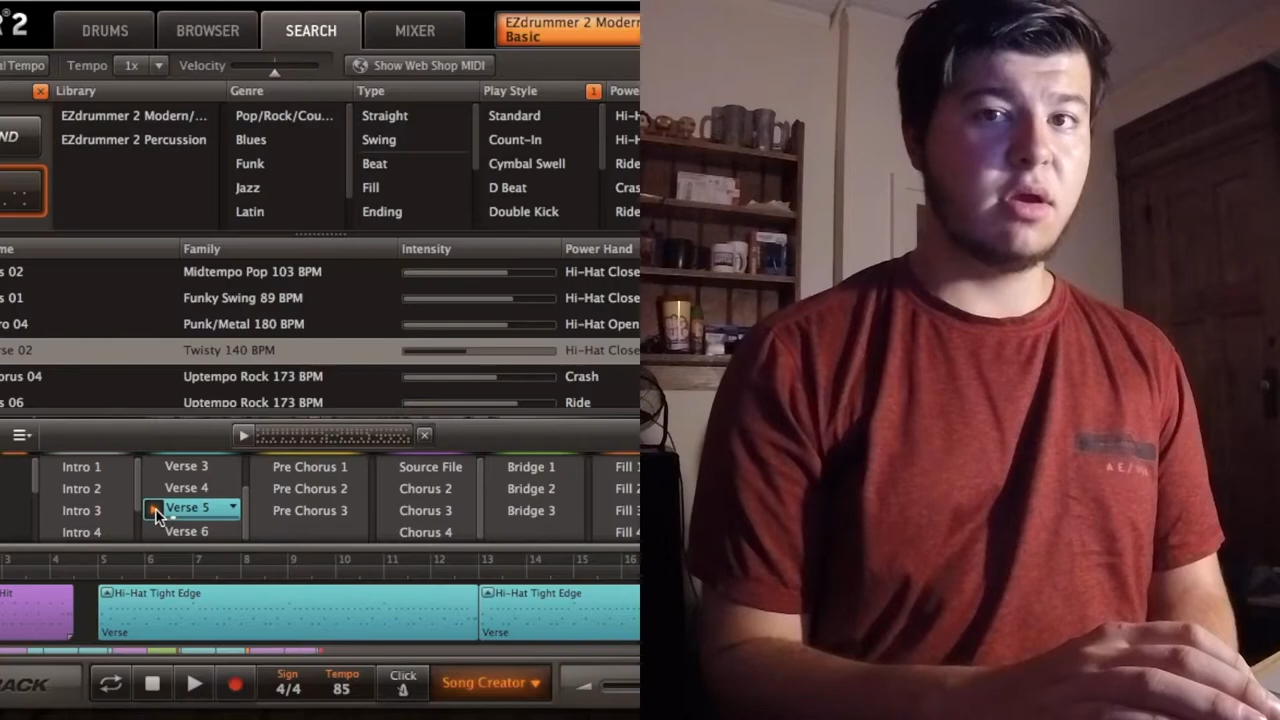 R® 2
DRUMS
BROWSER
SEARCH
MIXER
EZdrummer 2 Modern
Basic
al Tempo
Tempo
1x
Velocity
Show Web Shop MIDI
Library
Genre
Type
Play Style
1
Powe
ND
EZdrummer 2 Modern/...
Pop/Rock/Cou...
Straight
Standard
Hi-H
EZdrummer 2 Percussion
Blues
Swing
Count-In
Hi-H
Funk
Beat
Cymbal Swell
Ride
Jazz
Fill
D Beat
Cras
Latin
Ending
Double Kick
Ride
me
Family
Intensity
Power Hand
s 02
Midtempo Pop 103 BPM
Hi-Hat Close
s 01
Funky Swing 89 BPM
Hi-Hat Close
ro 04
Punk/Metal 180 BPM
Hi-Hat Open
rse 02
Twisty 140 BPM
Hi-Hat Close
orus 04
Uptempo Rock 173 BPM
Crash
s 06
Uptempo Rock 173 BPM
Ride
Intro 1
Verse 3
Pre Chorus 1
Source File
Bridge 1
Fill 1
Intro 2
Verse 4
Pre Chorus 2
Chorus 2
Bridge 2
Fill 2
Intro 3
Verse 5
Pre Chorus 3
Chorus 3
Bridge 3
Fill 3
Intro 4
Verse 6
Chorus 4
Fill 4
3 5 6 7 8 9 10 11 12 13 14 15 16
Hit
Hi-Hat Tight Edge
Hi-Hat Tight Edge
Verse
Verse
RACK
Sign
4/4
Tempo
85
Click
Song Creator